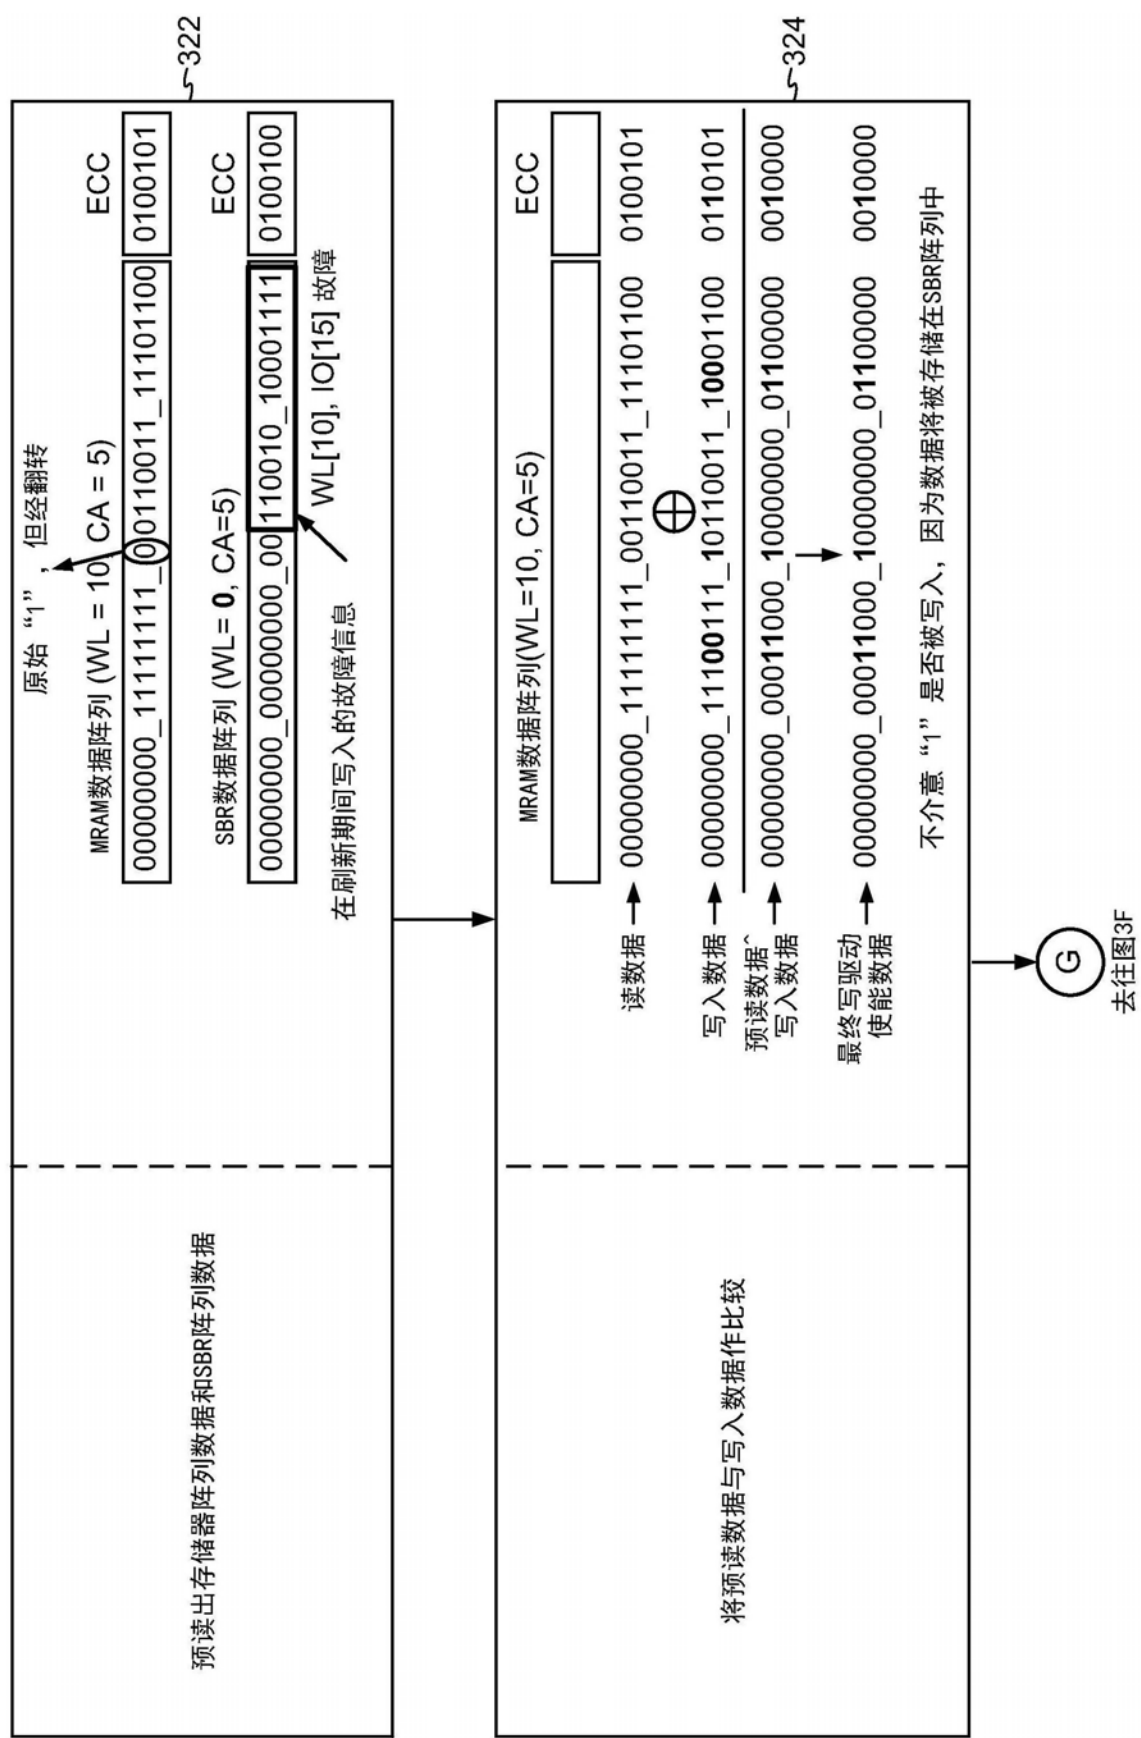 预读出存储器阵列数据和SBR阵列数据
原始“1”,但经翻转
MRAM数据阵列 (WL = 10, CA = 5) ECC
00000000_11111111_00110011_11101100 0100101
SBR数据阵列 (WL= 0, CA=5) ECC
00000000_00000000_00110010_10001111 0100100
WL[10], IO[15] 故障
在刷新期间写入的故障信息
322
将预读数据与写入数据作比较
MRAM数据阵列(WL=10, CA=5) ECC
读数据 00000000_11111111_00110011_11101100 0100101
⊕
写入数据 00000000_11100111_10110011_10001100 0110101
预读数据^
写入数据 00000000_00011000_10000000_01100000 0010000
最终写驱动
使能数据 00000000_00011000_10000000_01100000 0010000
不介意“1”是否被写入,因为数据将被存储在SBR阵列中
324
G
去往图3F